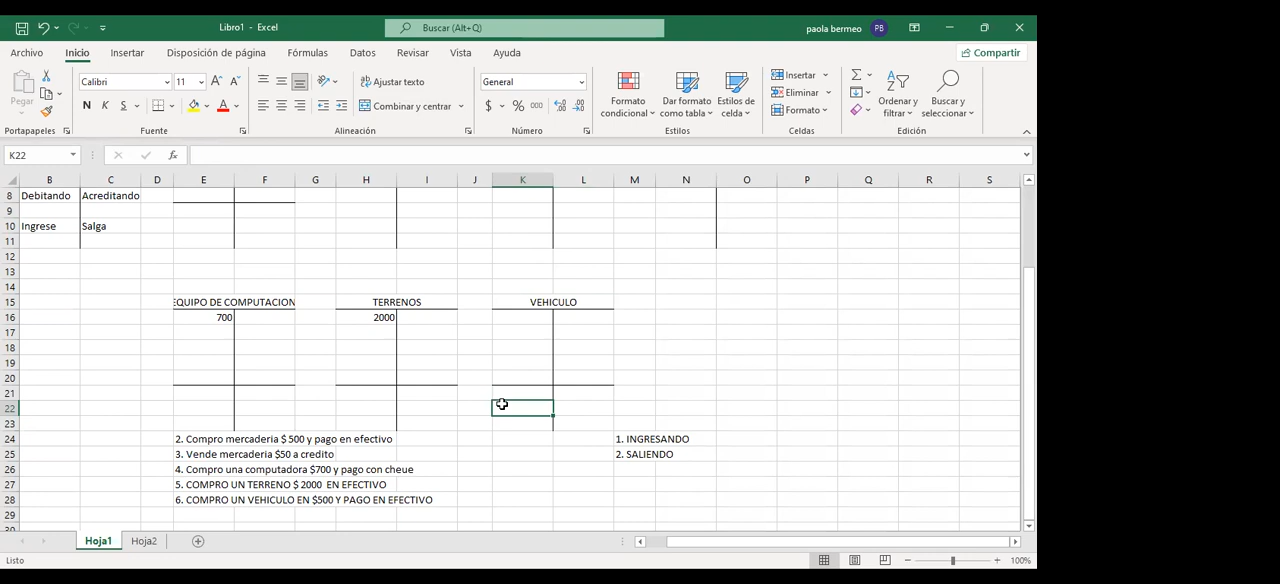 Libro1 - Excel
Buscar (Alt+Q)
paola bermeo
PB
Archivo Inicio Insertar Disposición de página Fórmulas Datos Revisar Vista Ayuda
Compartir
Pegar
Calibri 11
N K S
Ajustar texto
Combinar y centrar
General
$ % 000
Formato condicional
Dar formato como tabla
Estilos de celda
Insertar
Eliminar
Formato
Ordenar y filtrar
Buscar y seleccionar
Portapapeles Fuente Alineación Número Estilos Celdas Edición
K22
fx
B C D E F G H I J K L M N O P Q R S
8 Debitando Acreditando
9
10 Ingrese Salga
11
12
13
14
15 EQUIPO DE COMPUTACION TERRENOS VEHICULO
16 700 2000
17
18
19
20
21
22
23
24 2. Compro mercaderia $ 500 y pago en efectivo 1. INGRESANDO
25 3. Vende mercaderia $50 a credito 2. SALIENDO
26 4. Compro una computadora $700 y pago con cheue
27 5. COMPRO UN TERRENO $ 2000 EN EFECTIVO
28 6. COMPRO UN VEHICULO EN $500 Y PAGO EN EFECTIVO
29
30
Hoja1 Hoja2
Listo
100%